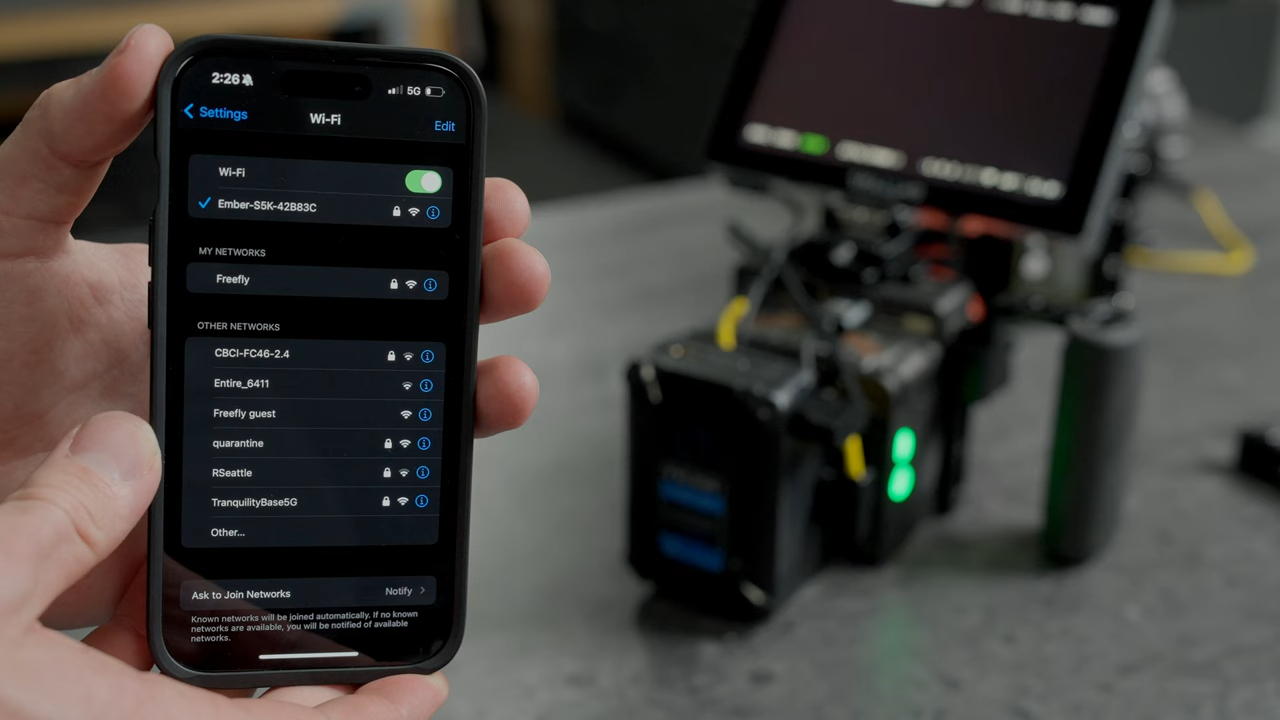 2:26
5G
Settings
Wi-Fi
Edit
Wi-Fi
Ember-S5K-42B83C
MY NETWORKS
Freefly
OTHER NETWORKS
CBCI-FC46-2.4
Entire_6411
Freefly guest
quarantine
RSeattle
TranquilityBase5G
Other...
Ask to Join Networks
Notify
Known networks will be joined automatically. If no known
networks are available, you will be notified of available
networks.